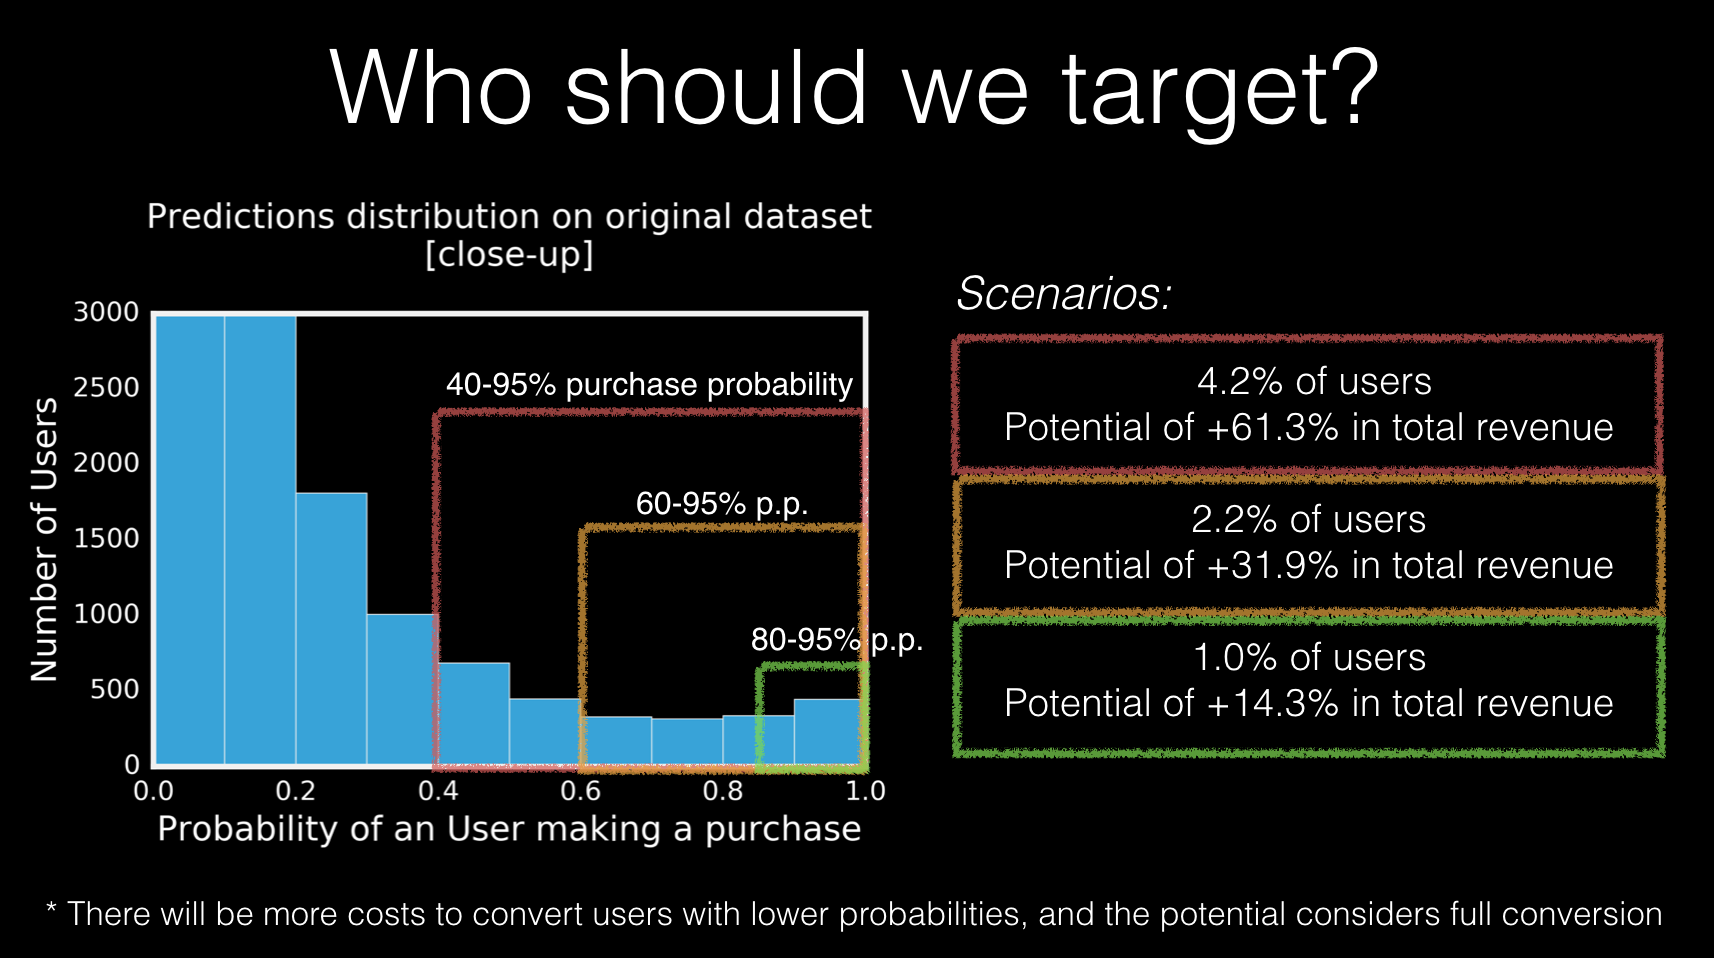 Who should we target?
Predictions distribution on original dataset
[close-up]
3000
2500
2000
1500
1000
500
0
Number of Users
40-95% purchase probability
60-95% p.p.
80-95% p.p.
0.0 0.2 0.4 0.6 0.8 1.0
Probability of an User making a purchase
Scenarios:
4.2% of users
Potential of +61.3% in total revenue
2.2% of users
Potential of +31.9% in total revenue
1.0% of users
Potential of +14.3% in total revenue
* There will be more costs to convert users with lower probabilities, and the potential considers full conversion